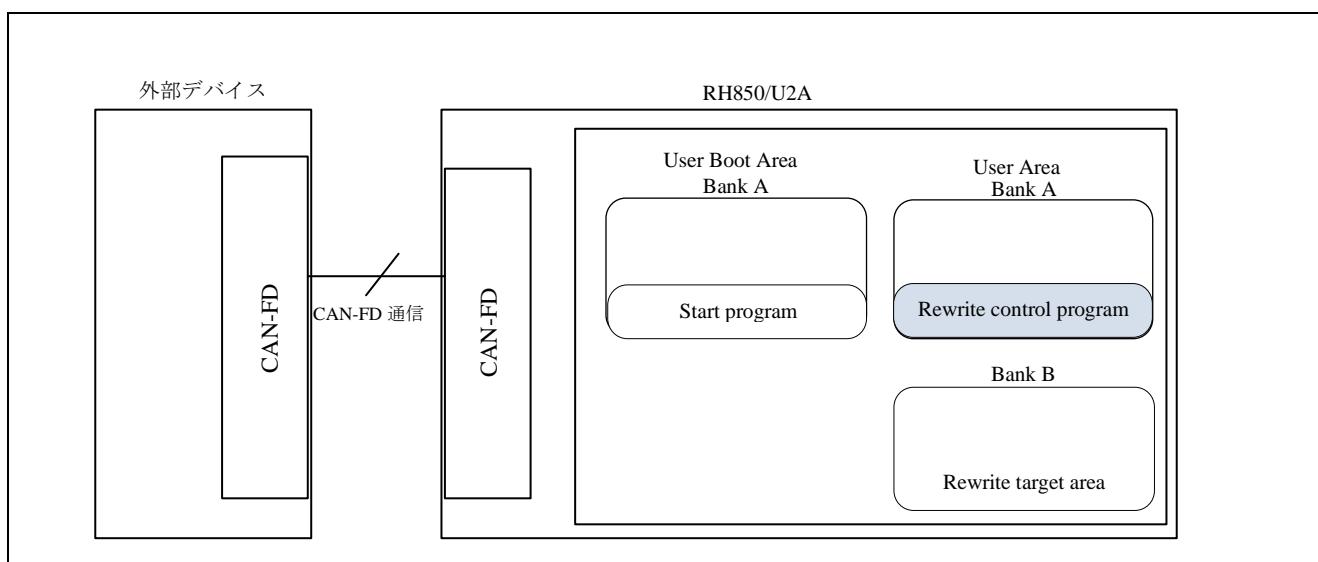 外部デバイス
RH850/U2A
CAN-FD
CAN-FD 通信
CAN-FD
User Boot Area
Bank A
Start program
User Area
Bank A
Rewrite control program
Bank B
Rewrite target area